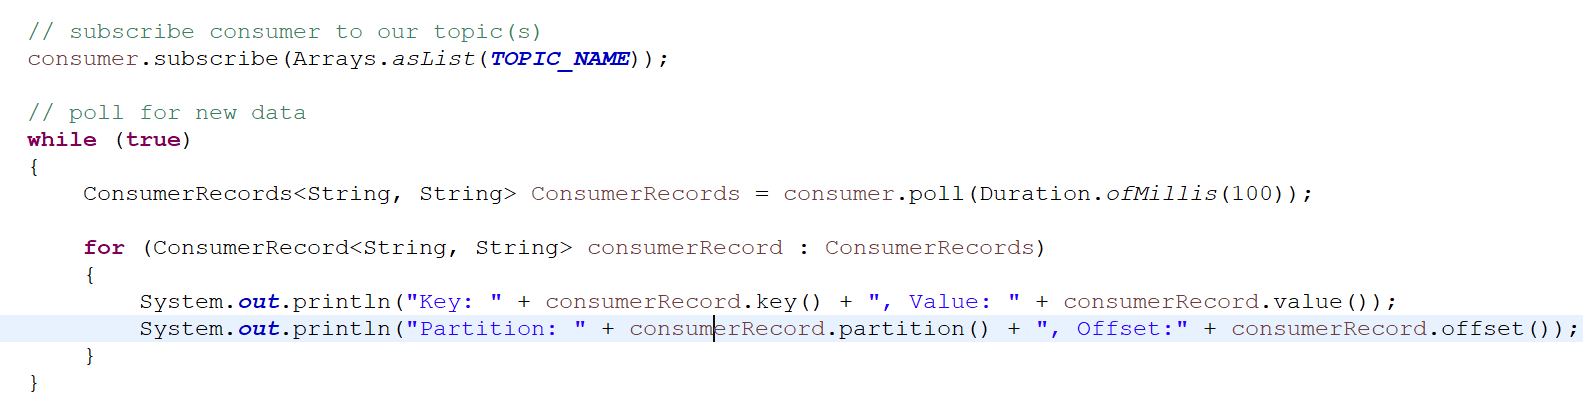 // subscribe consumer to our topic(s)
consumer.subscribe(Arrays.asList(TOPIC_NAME));
// poll for new data
while (true)
{
ConsumerRecords<String, String> ConsumerRecords = consumer.poll(Duration.ofMillis(100));
for (ConsumerRecord<String, String> consumerRecord : ConsumerRecords)
{
System.out.println("Key: " + consumerRecord.key() + ", Value: " + consumerRecord.value());
System.out.println("Partition: " + consumerRecord.partition() + ", Offset:" + consumerRecord.offset());
}
}